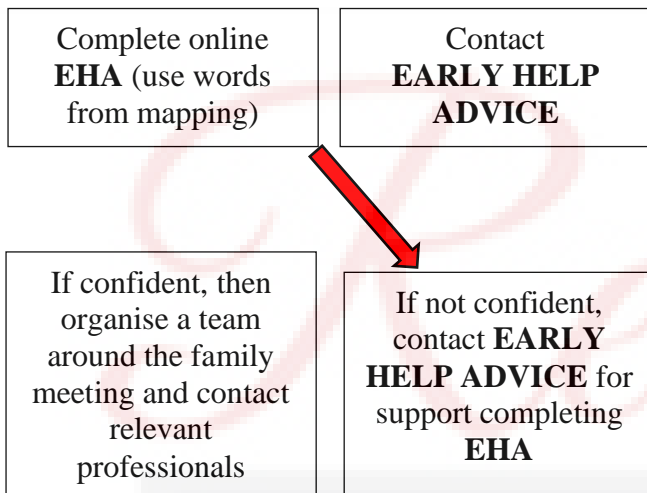 Complete online
EHA (use words
from mapping)
Contact
EARLY HELP
ADVICE
If confident, then
organise a team
around the family
meeting and contact
relevant
professionals
If not confident,
contact EARLY
HELP ADVICE for
support completing
EHA